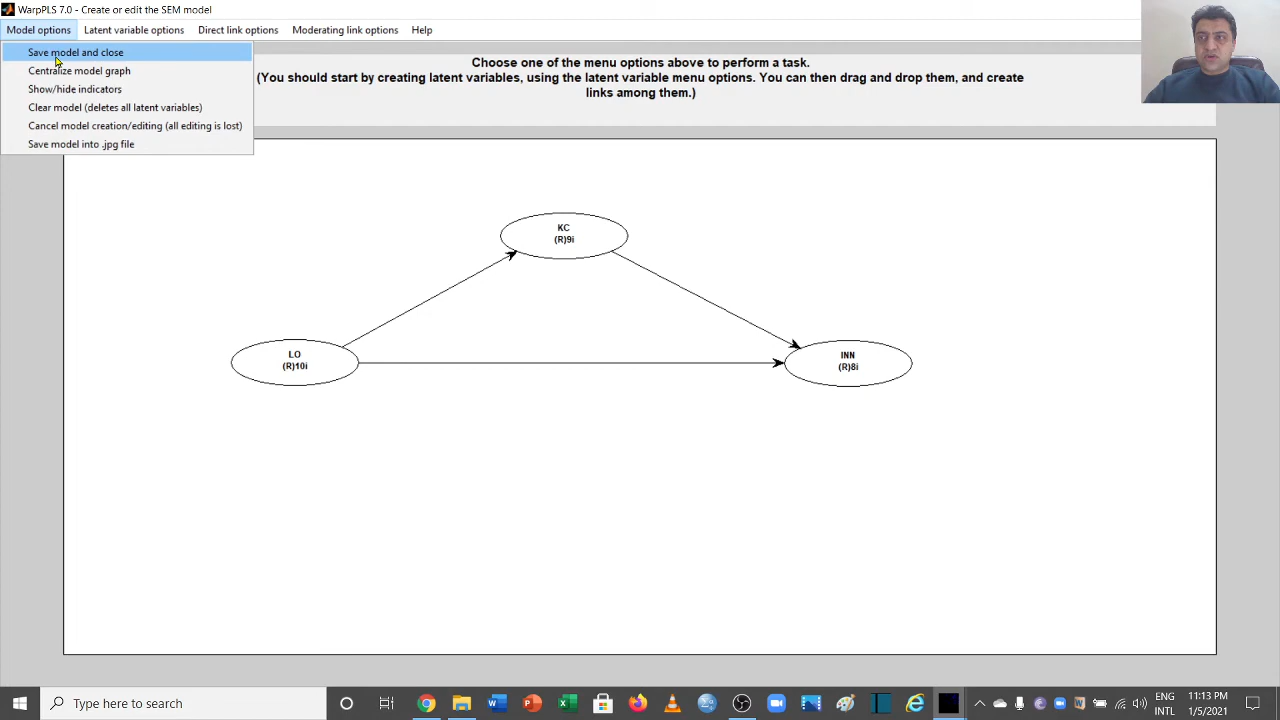 WarpPLS 7.0 - Create or edit the SEM model
Model options Latent variable options Direct link options Moderating link options Help
Save model and close
Centralize model graph
Show/hide indicators
Clear model (deletes all latent variables)
Cancel model creation/editing (all editing is lost)
Save model into .jpg file
Choose one of the menu options above to perform a task.
(You should start by creating latent variables, using the latent variable menu options. You can then drag and drop them, and create
links among them.)
KC
(R)9i
LO
(R)10i
INN
(R)8i
Type here to search
ENG
INTL
11:13 PM
1/5/2021